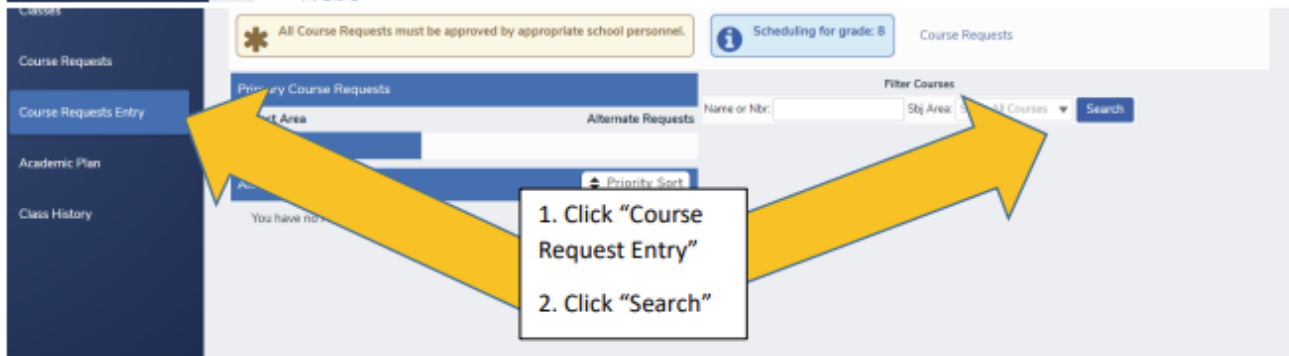 Classes
All Course Requests must be approved by appropriate school personnel.
Scheduling for grade: 8
Course Requests
Course Requests
Primary Course Requests
Filter Courses
Course Requests Entry
Area
Alternate Requests
Name or Nbr:
Sbj Area:
All Courses
Search
Academic Plan
Priority Sort
Class History
You have no
1. Click “Course
Request Entry”
2. Click “Search”